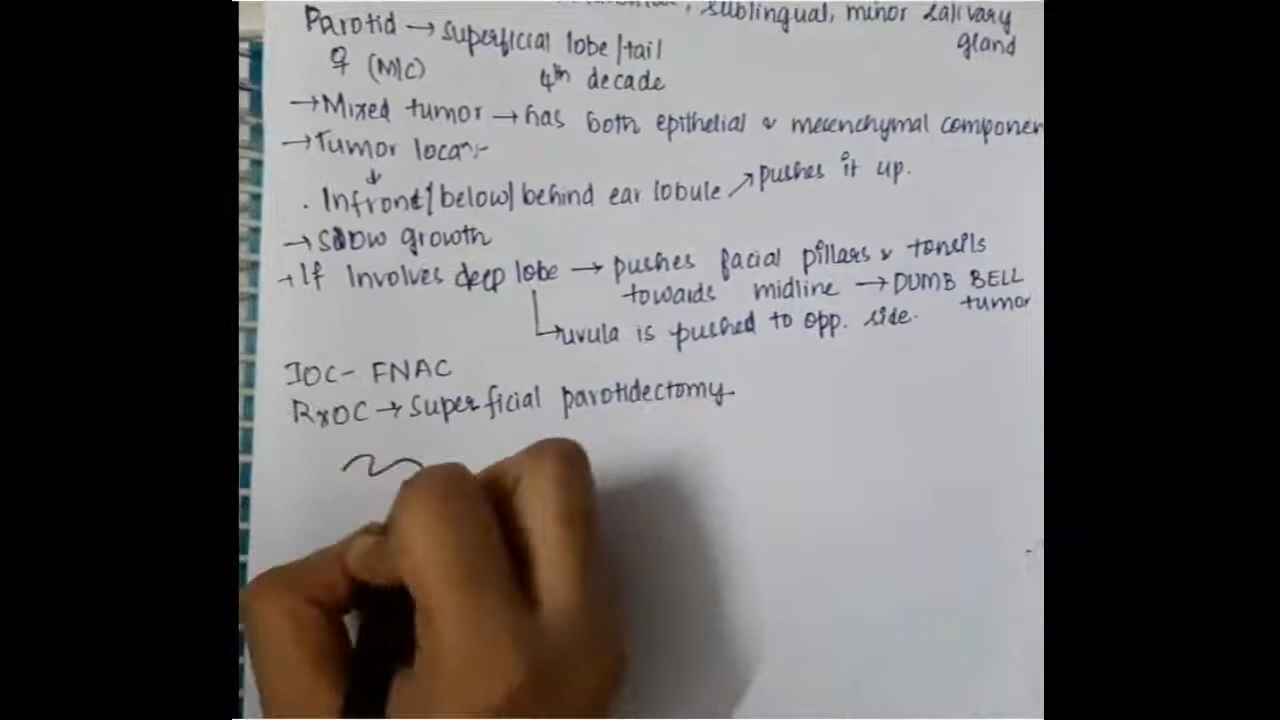 , sublingual, minor salivary
gland
Parotid → superficial lobe/tail
♀ (M/C) 4th decade
→ Mixed tumor → has both epithelial & mesenchymal componen
→ Tumor locan:-
↓
. Infront/below/behind ear lobule ↗ pushes it up.
→ slow growth
→ If Involves deep lobe → pushes facial pillars & tonsils
towards midline → DUMB BELL
tumor
↳ uvula is pushed to opp. side.
IOC- FNAC
RxOC → superficial parotidectomy